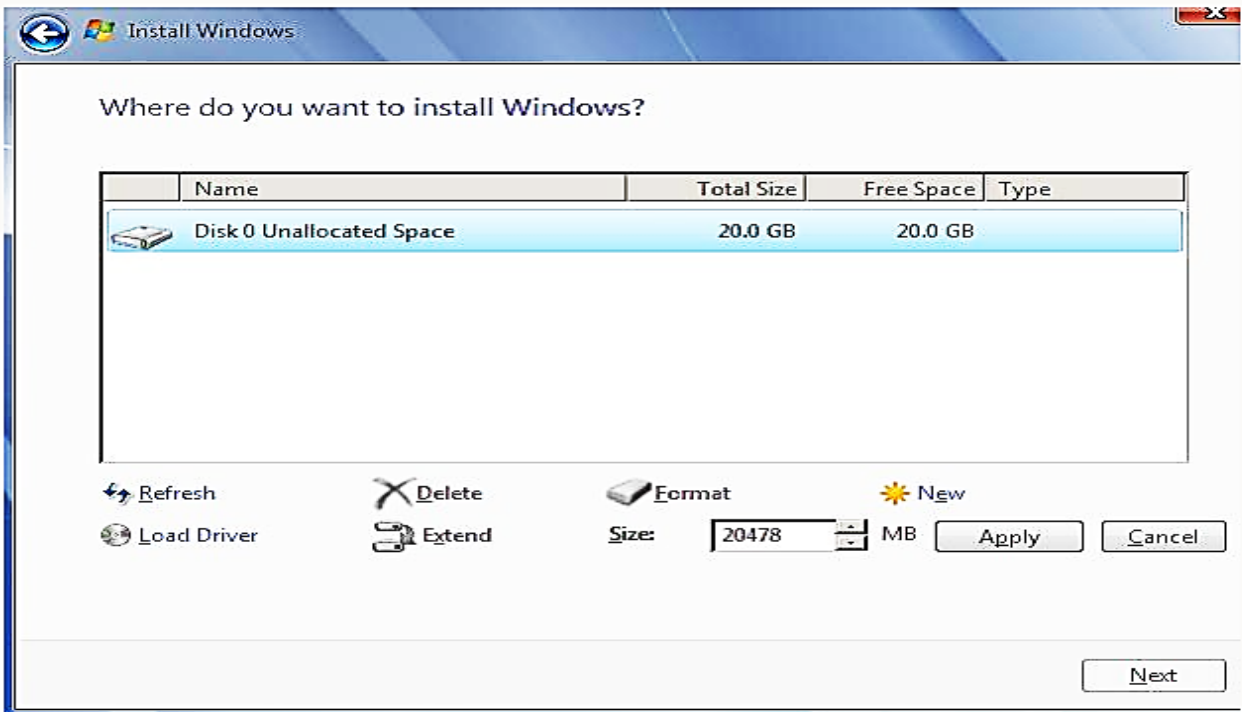 Install Windows
Where do you want to install Windows?
Name Total Size Free Space Type
Disk 0 Unallocated Space 20.0 GB 20.0 GB
Refresh Delete Format New
Load Driver Extend Size: 20478 MB Apply Cancel
Next